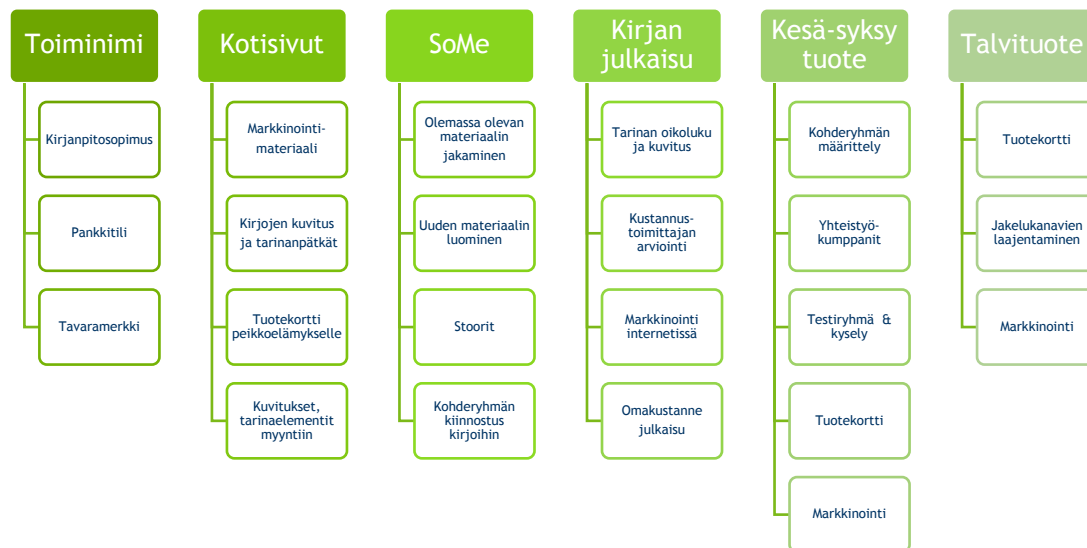 Toiminimi
Kirjanpitosopimus
Pankkitili
Tavaramerkki
Kotisivut
Markkinointi-
materiaali
Kirjojen kuvitus
ja tarinanpätkät
Tuotekortti
peikkoelämykselle
Kuvitukset,
tarinaelementit
myyntiin
SoMe
Olemassa olevan
materiaalin
jakaminen
Uuden materiaalin
luominen
Stoorit
Kohderyhmän
kiinnostus
kirjoihin
Kirjan
julkaisu
Tarinan oikoluku
ja kuvitus
Kustannus-
toimittajan
arviointi
Markkinointi
internetissä
Omakustanne
julkaisu
Kesä-syksy
tuote
Kohderyhmän
määrittely
Yhteistyö-
kumppanit
Testiryhmä &
kysely
Tuotekortti
Markkinointi
Talvituote
Tuotekortti
Jakelukanavien
laajentaminen
Markkinointi